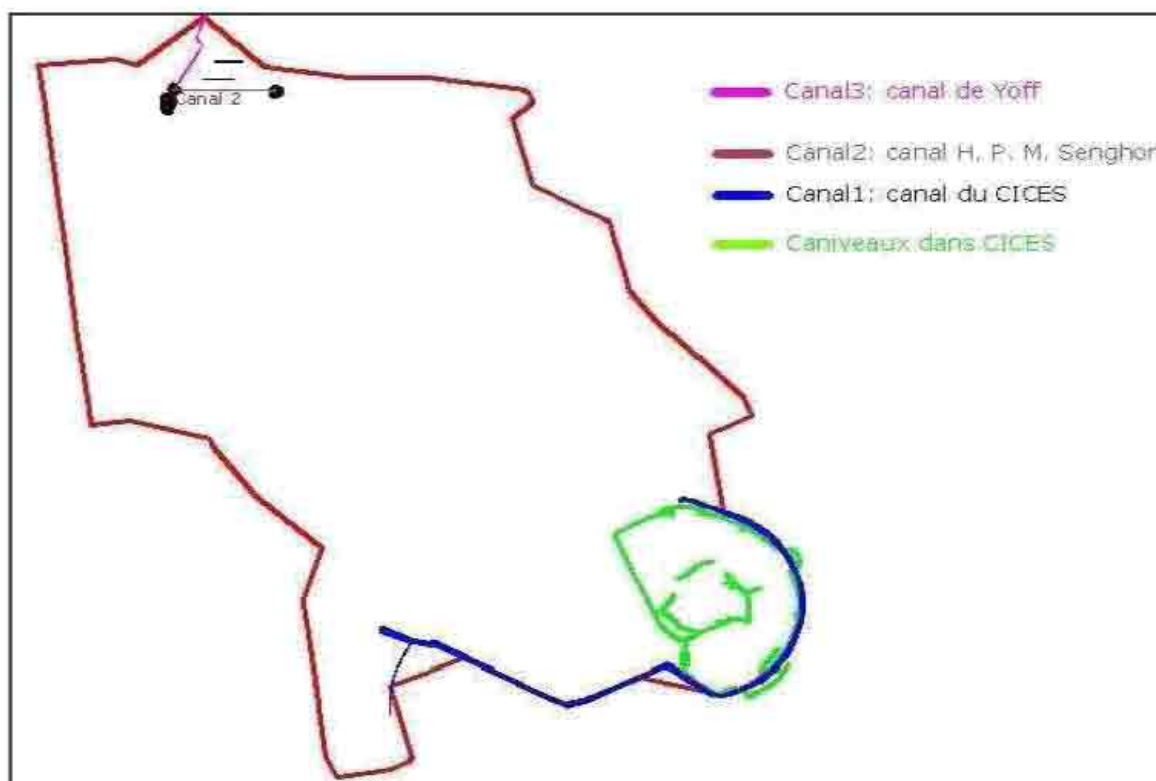 Canal 2
Canal3: canal de Yoff
Canal2: canal H. P. M. Senghor
Canal1: canal du CICES
Caniveaux dans CICES